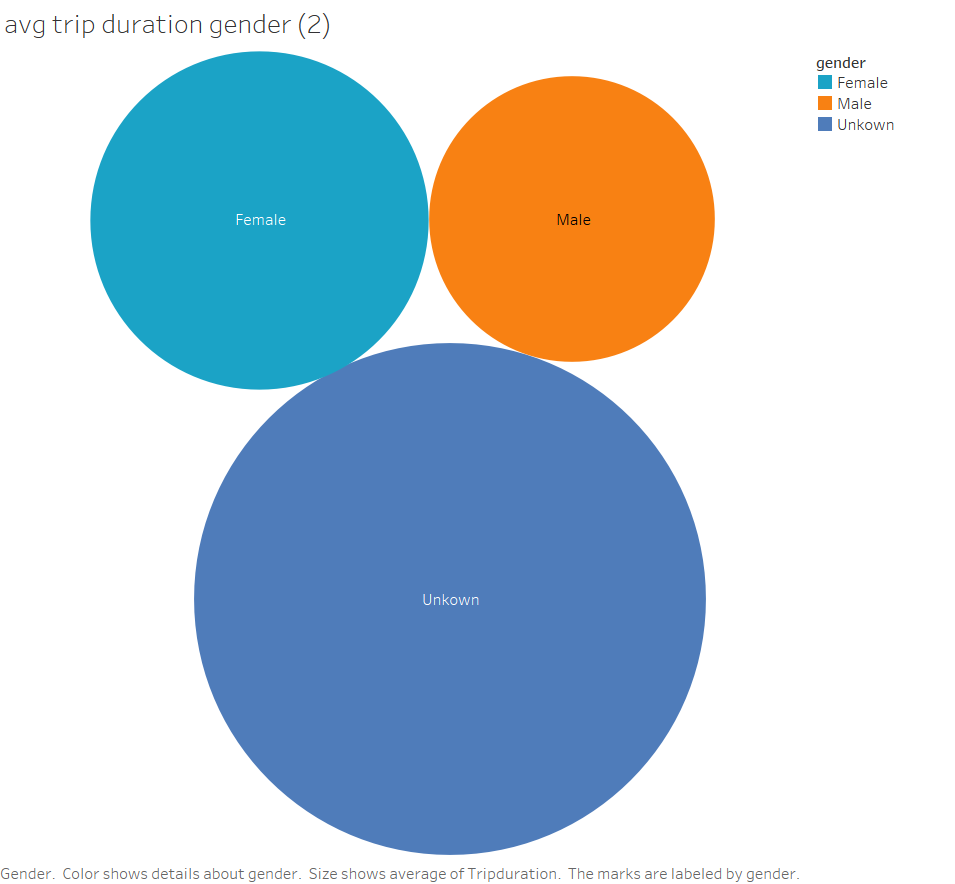 avg trip duration gender (2)
gender
Female
Male
Unkown
Female
Male
Unkown
Gender.  Color shows details about gender.  Size shows average of Tripduration.  The marks are labeled by gender.